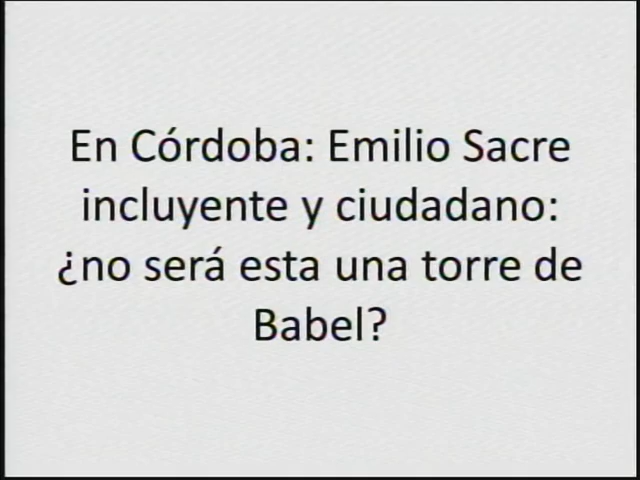 En Córdoba: Emilio Sacre
incluyente y ciudadano:
¿no será esta una torre de
Babel?